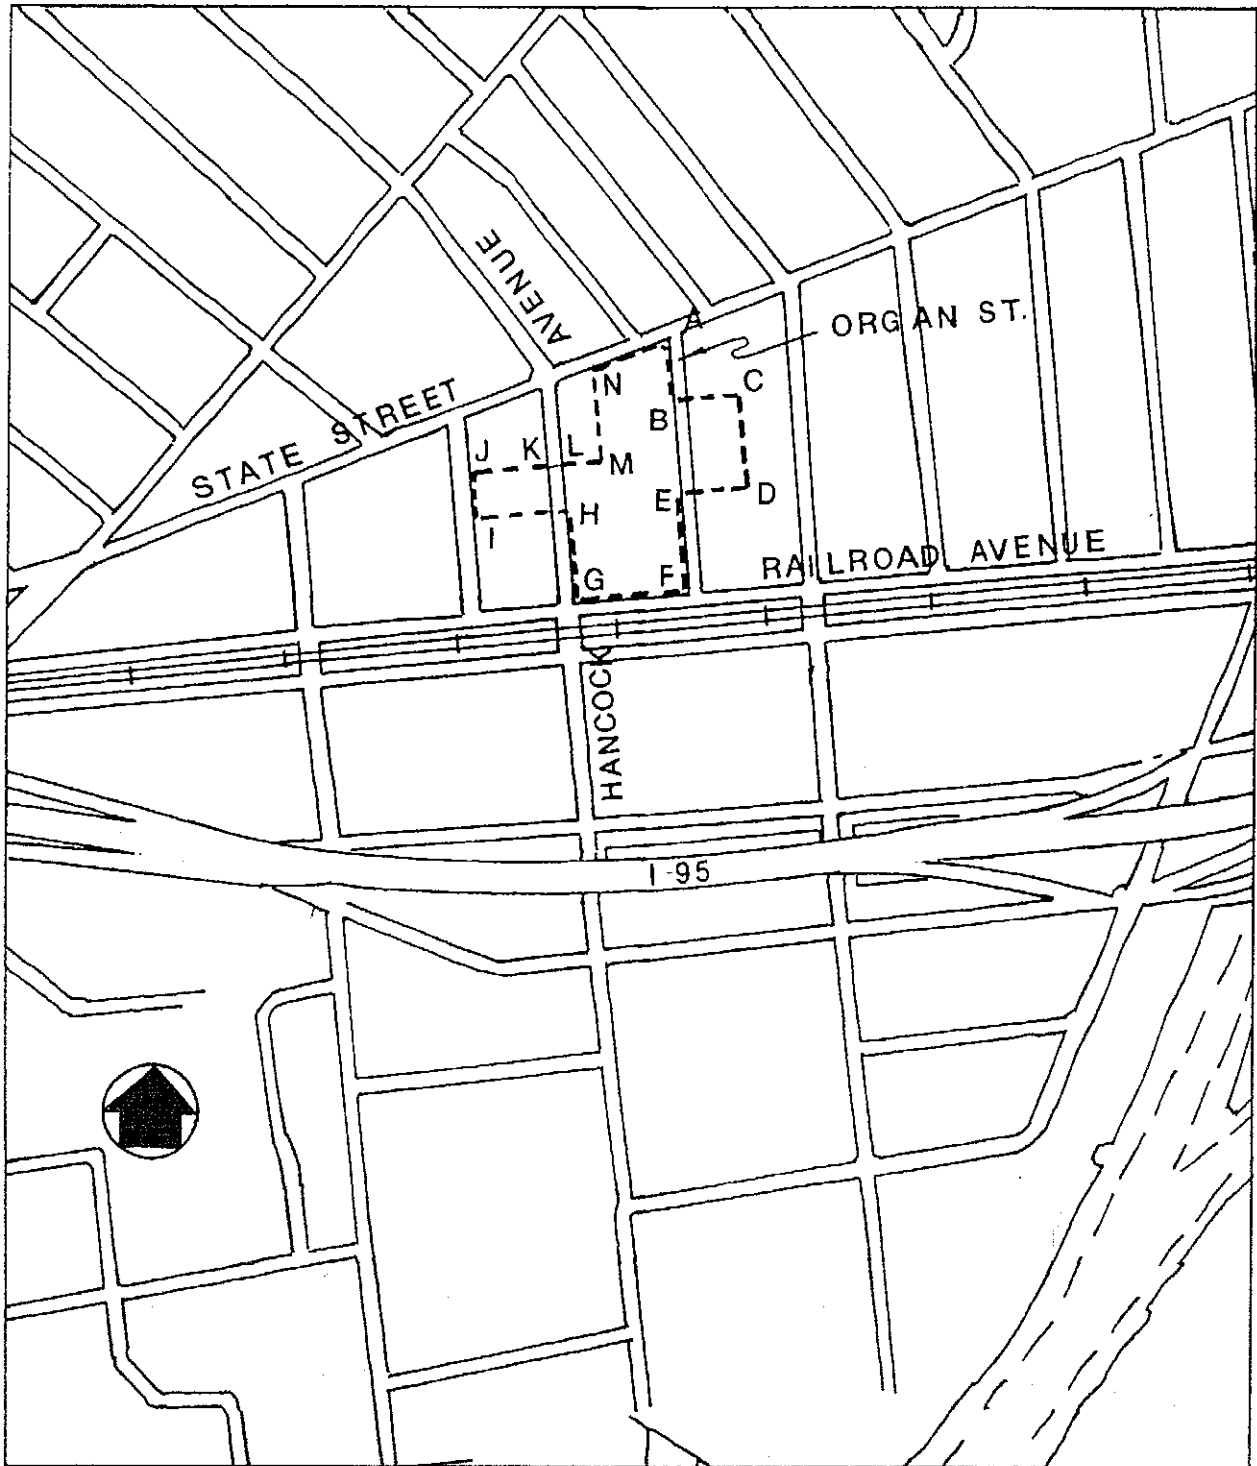 AVENUE
A
ORGAN ST.
N
C
B
STATE STREET
J K L M
E D
H
I
G F
RAILROAD AVENUE
HANCOCK
I-95